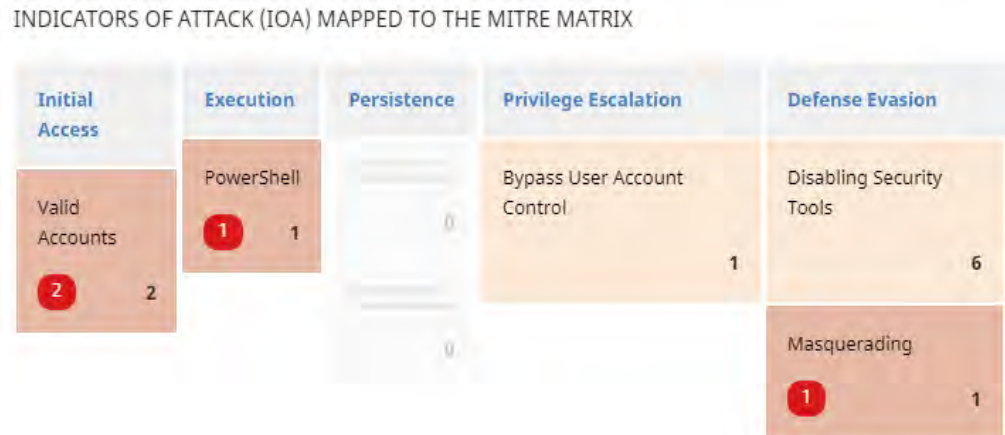 INDICATORS OF ATTACK (IOA) MAPPED TO THE MITRE MATRIX
Initial
Access
Execution
Persistence
Privilege Escalation
Defense Evasion
Valid
Accounts
2 2
PowerShell
1 1
0
0
Bypass User Account
Control
1
Disabling Security
Tools
6
Masquerading
1 1